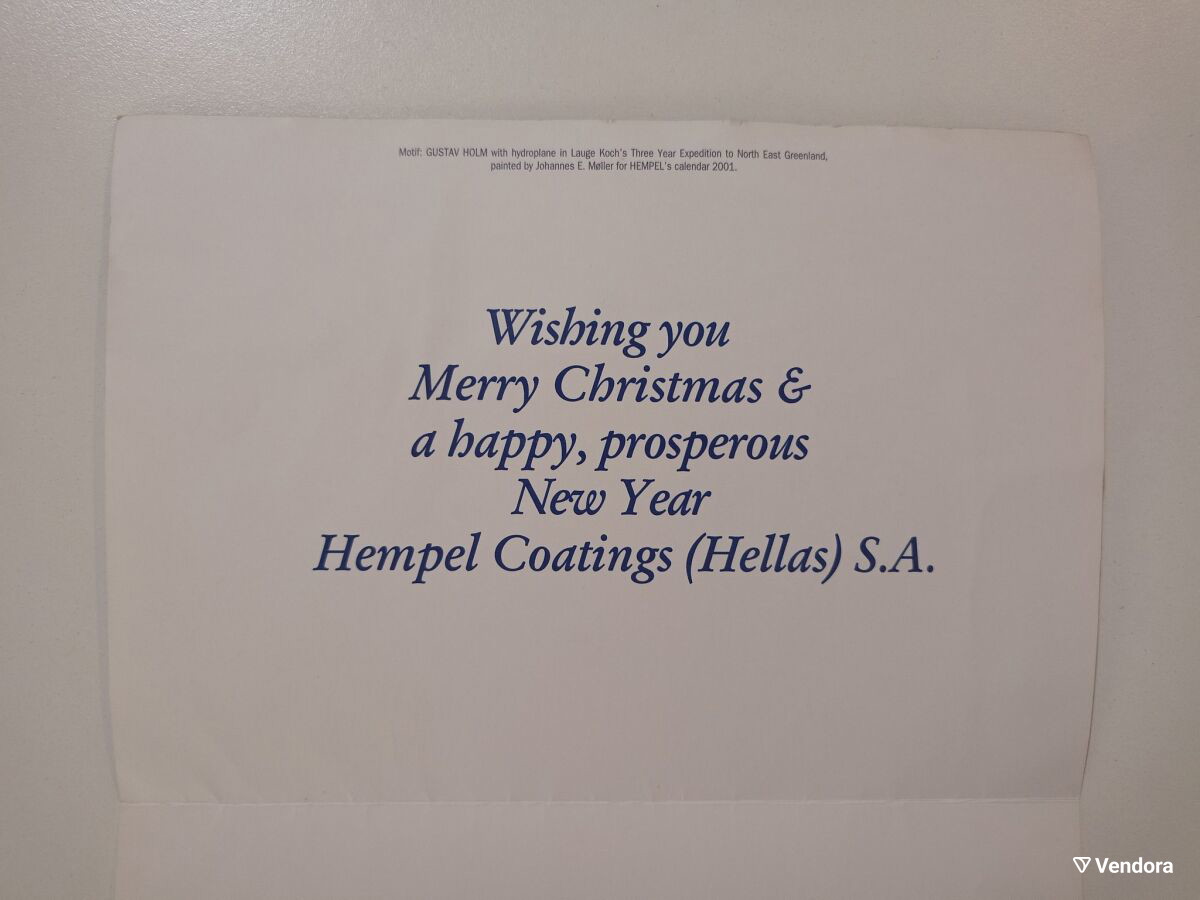 Motif: GUSTAV HOLM with hydroplane in Lauge Koch's Three Year Expedition to North East Greenland,
painted by Johannes E. Møller for HEMPEL's calendar 2001.
Wishing you
Merry Christmas &
a happy, prosperous
New Year
Hempel Coatings (Hellas) S.A.
Vendora